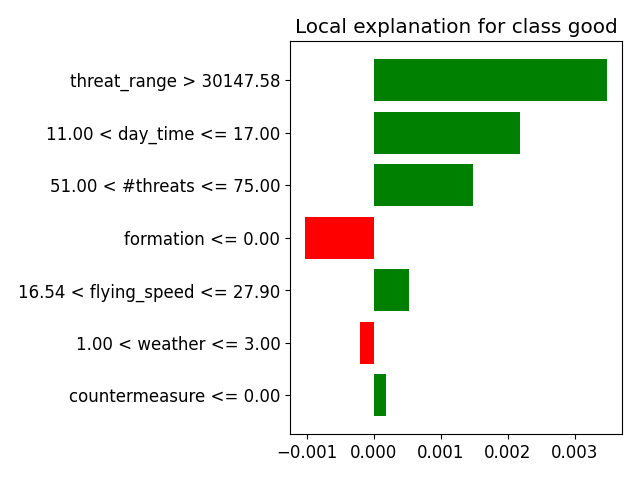 Local explanation for class good
threat_range > 30147.58
11.00 < day_time <= 17.00
51.00 < #threats <= 75.00
formation <= 0.00
16.54 < flying_speed <= 27.90
1.00 < weather <= 3.00
countermeasure <= 0.00
−0.001 0.000 0.001 0.002 0.003